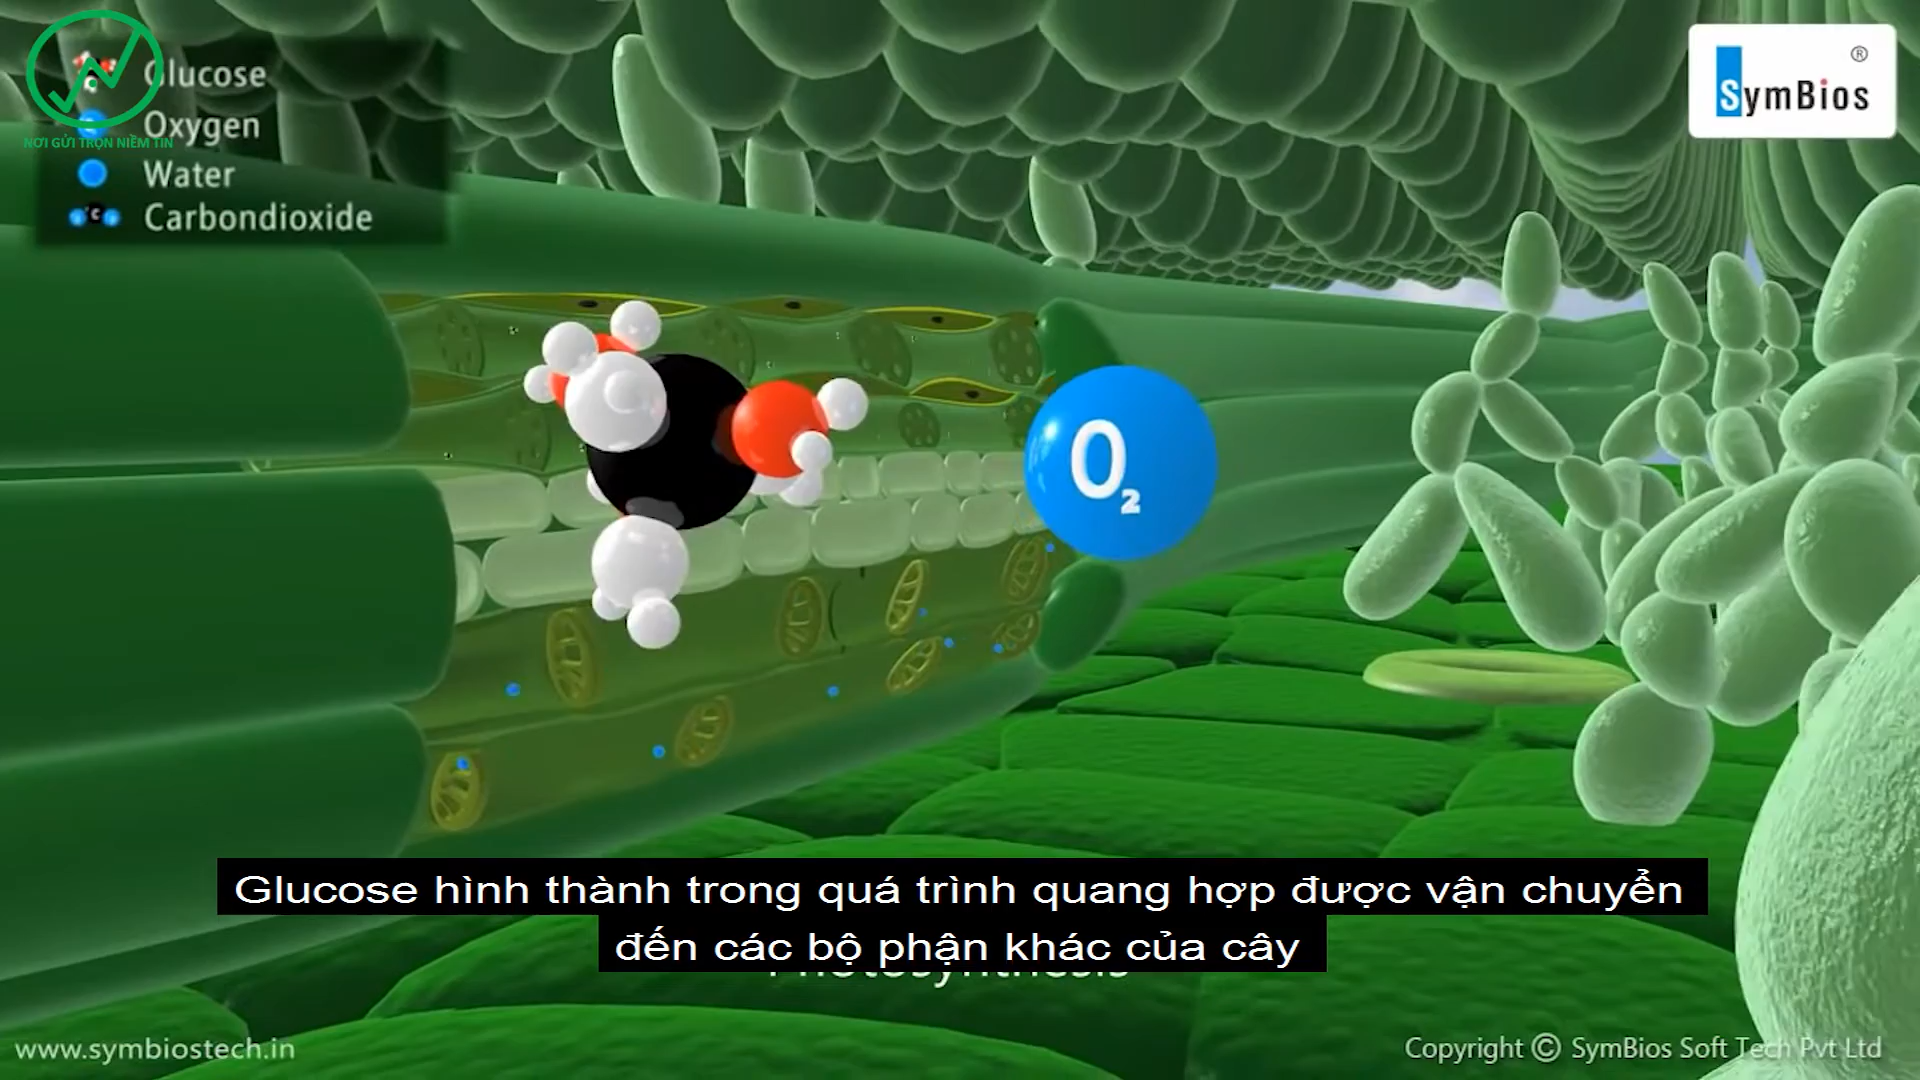 Glucose
Oxygen
NƠI GỬI TRỌN NIỀM TIN
Water
C
Carbondioxide
SymBios ®
O₂
Glucose hình thành trong quá trình quang hợp được vận chuyển
đến các bộ phận khác của cây
Photosynthesis
www.symbiostech.in
Copyright © SymBios Soft Tech Pvt Ltd